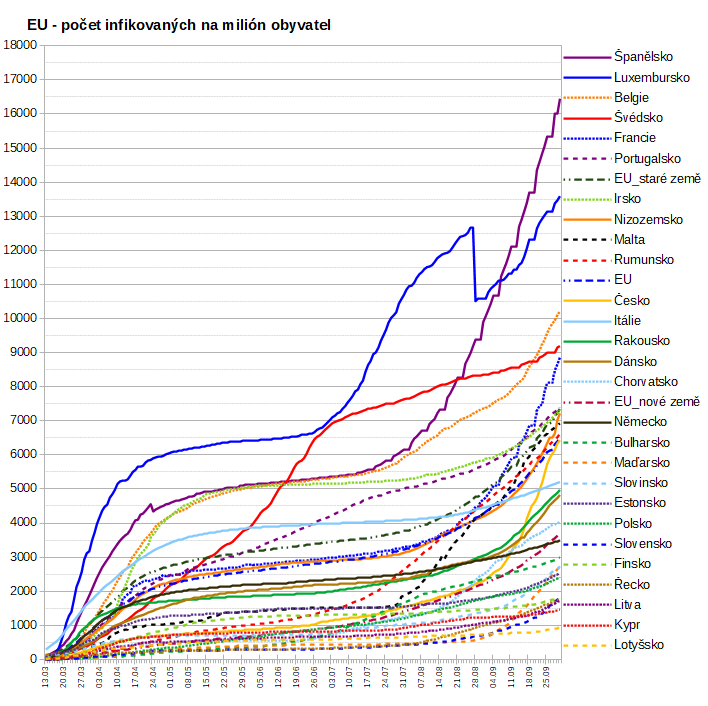 EU - počet infikovaných na milión obyvatel
18000
17000
16000
15000
14000
13000
12000
11000
10000
9000
8000
7000
6000
5000
4000
3000
2000
1000
0
Španělsko
Luxembursko
Belgie
Švédsko
Francie
Portugalsko
EU_staré země
Irsko
Nizozemsko
Malta
Rumunsko
EU
Česko
Itálie
Rakousko
Dánsko
Chorvatsko
EU_nové země
Německo
Bulharsko
Maďarsko
Slovinsko
Estonsko
Polsko
Slovensko
Finsko
Řecko
Litva
Kypr
Lotyšsko
13.03 20.03 27.03 03.04 10.04 17.04 24.04 01.05 08.05 15.05 22.05 29.05 05.06 12.06 19.06 26.06 03.07 10.07 17.07 24.07 31.07 07.08 14.08 21.08 28.08 04.09 11.09 18.09 25.09